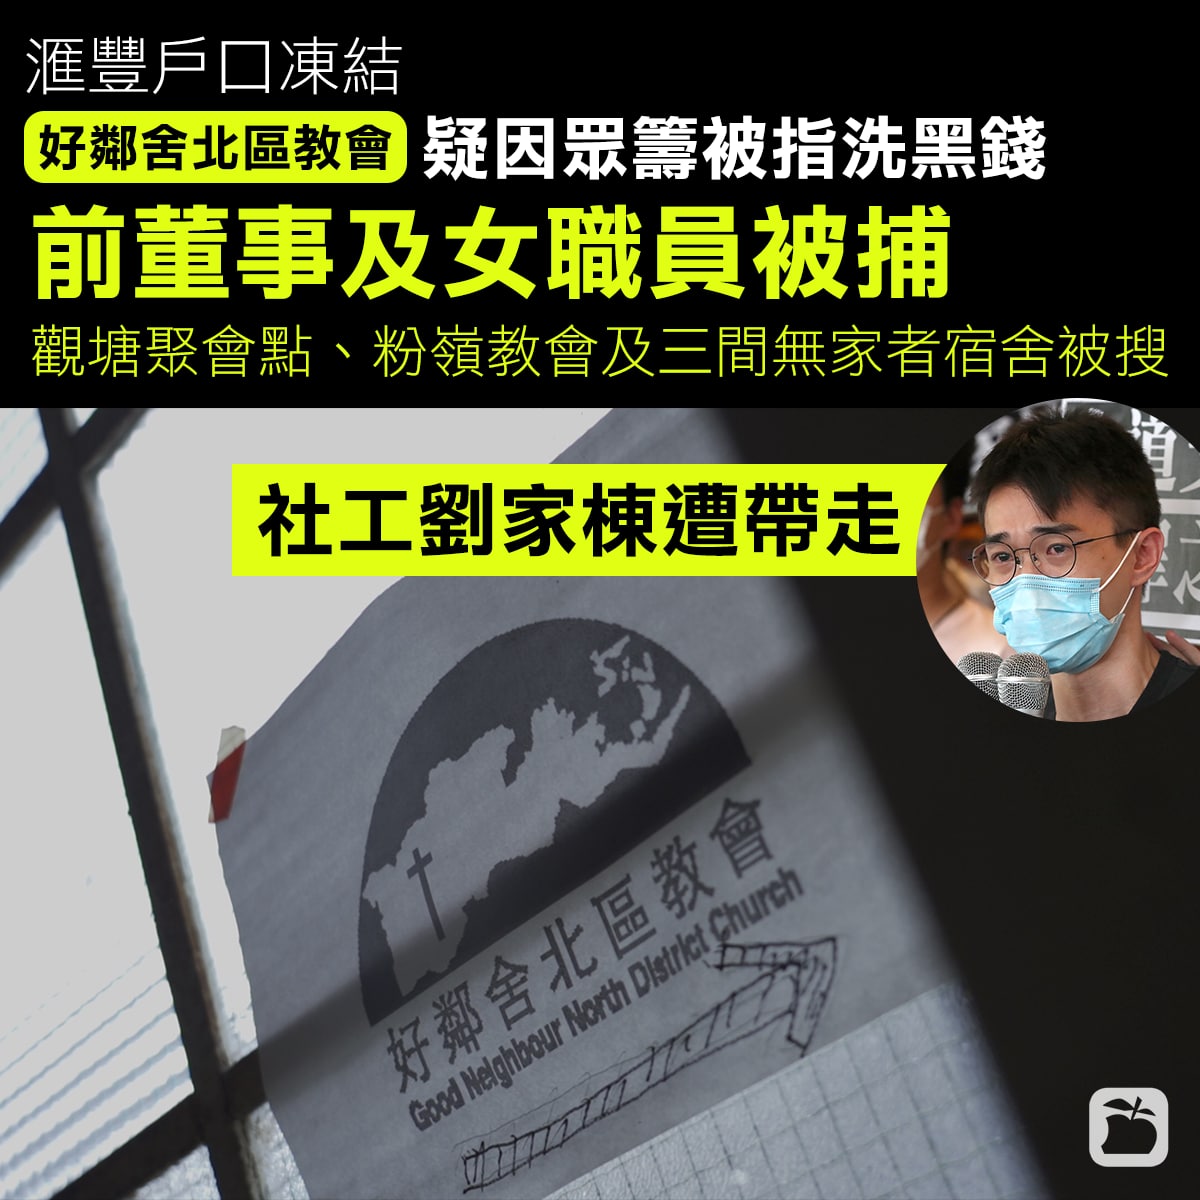 滙豐戶口凍結
好鄰舍北區教會 疑因眾籌被指洗黑錢
前董事及女職員被捕
觀塘聚會點、粉嶺教會及三間無家者宿舍被搜
社工劉家棟遭帶走
好鄰舍北區教會
Good Neighbour North District Church